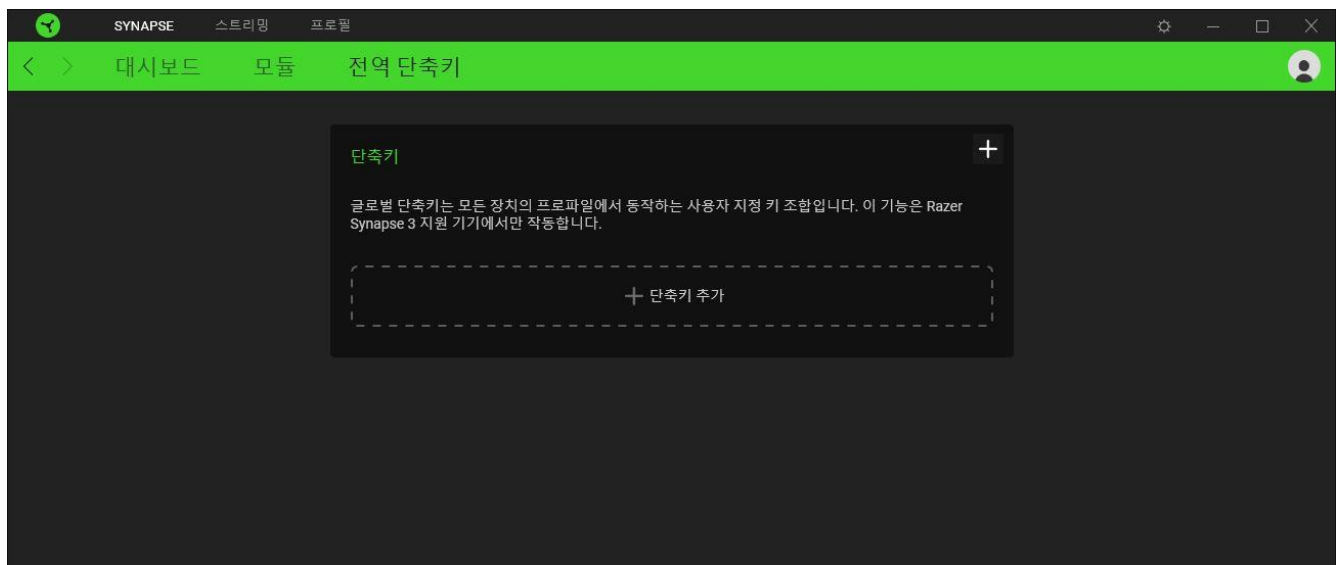 SYNAPSE 스트리밍 프로필
대시보드 모듈 전역 단축키
단축키
글로벌 단축키는 모든 장치의 프로파일에서 동작하는 사용자 지정 키 조합입니다. 이 기능은 Razer
Synapse 3 지원 기기에서만 작동합니다.
단축키 추가